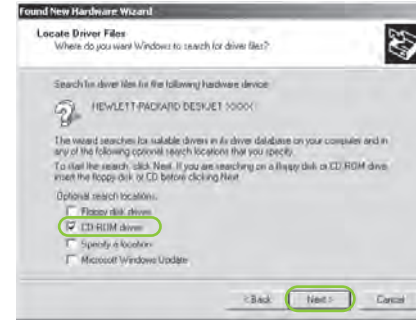 Found New Hardware Wizard
Locate Driver Files
Where do you want Windows to search for driver files?
Search for driver files for the following hardware device:
HEWLETT-PACKARD DESKJET XXXX
The wizard searches for suitable drivers in its driver database on your computer and in
any of the following optional search locations that you specify.
To start the search, click Next. If you are searching on a floppy disk or CD-ROM drive,
insert the floppy disk or CD before clicking Next.
Optional search locations:
Floppy disk drives
CD-ROM drives
Specify a location
Microsoft Windows Update
< Back
Next >
Cancel